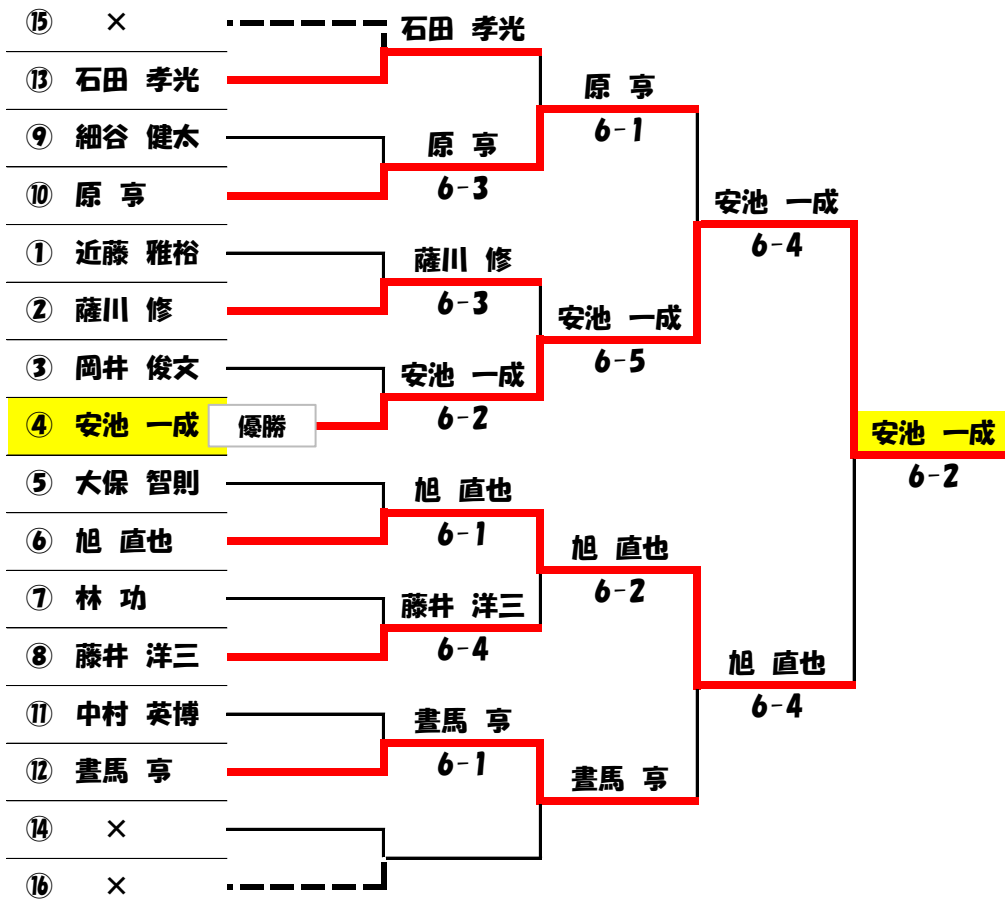 ⑮ ×
⑬ 石田 孝光
⑨ 細谷 健太
⑩ 原 亨
① 近藤 雅裕
② 薩川 修
③ 岡井 俊文
④ 安池 一成 優勝
⑤ 大保 智則
⑥ 旭 直也
⑦ 林 功
⑧ 藤井 洋三
⑪ 中村 英博
⑫ 晝馬 亨
⑭ ×
⑯ ×
石田 孝光
原 亨
6-3
薩川 修
6-3
安池 一成
6-2
旭 直也
6-1
藤井 洋三
6-4
晝馬 亨
6-1
原 亨
6-1
安池 一成
6-5
旭 直也
6-2
晝馬 亨
安池 一成
6-4
旭 直也
6-4
安池 一成
6-2